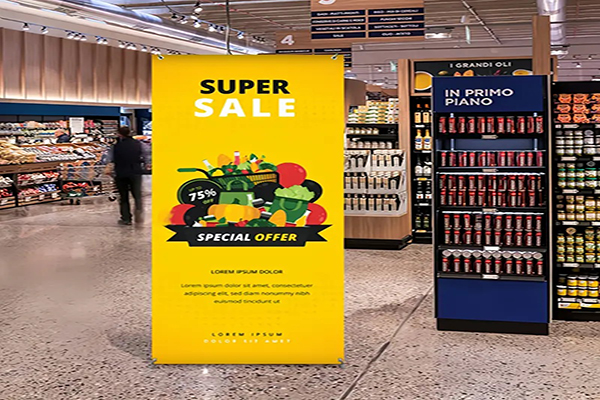 4
I GRANDI OLI
IN PRIMO
PIANO
SUPER
SALE
75%
SPECIAL OFFER
LOREM IPSUM DOLOR
Lorem ipsum dolor sit amet, consectetuer
adipiscing elit, sed diam nonummy nibh
euismod tincidunt ut
LOREM IPSUM
DOLOR SIT AMET